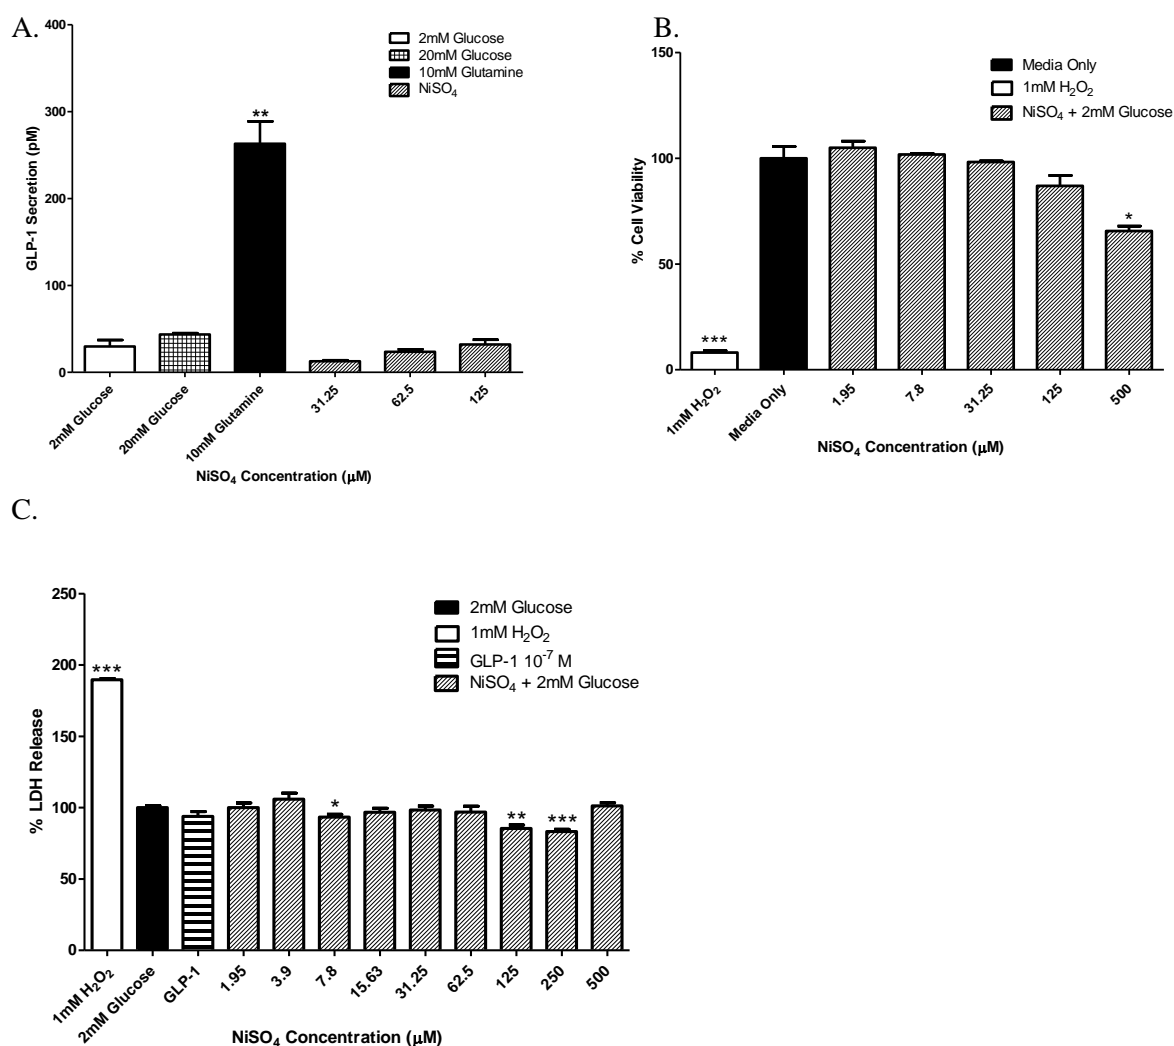 A.
400
300
200
100
0
GLP-1 Secretion (pM)
2mM Glucose
20mM Glucose
10mM Glutamine
NiSO₄
**
2mM Glucose
20mM Glucose
10mM Glutamine
31.25
62.5
125
NiSO₄ Concentration (μM)
B.
150
100
50
0
% Cell Viability
Media Only
1mM H₂O₂
NiSO₄ + 2mM Glucose
***
*
1mM H₂O₂
Media Only
1.95
7.8
31.25
125
500
NiSO₄ Concentration (μM)
C.
250
200
150
100
50
0
% LDH Release
2mM Glucose
1mM H₂O₂
GLP-1 10⁻⁷ M
NiSO₄ + 2mM Glucose
***
*
**
***
1mM H₂O₂
2mM Glucose
GLP-1
1.95
3.9
7.8
15.63
31.25
62.5
125
250
500
NiSO₄ Concentration (μM)